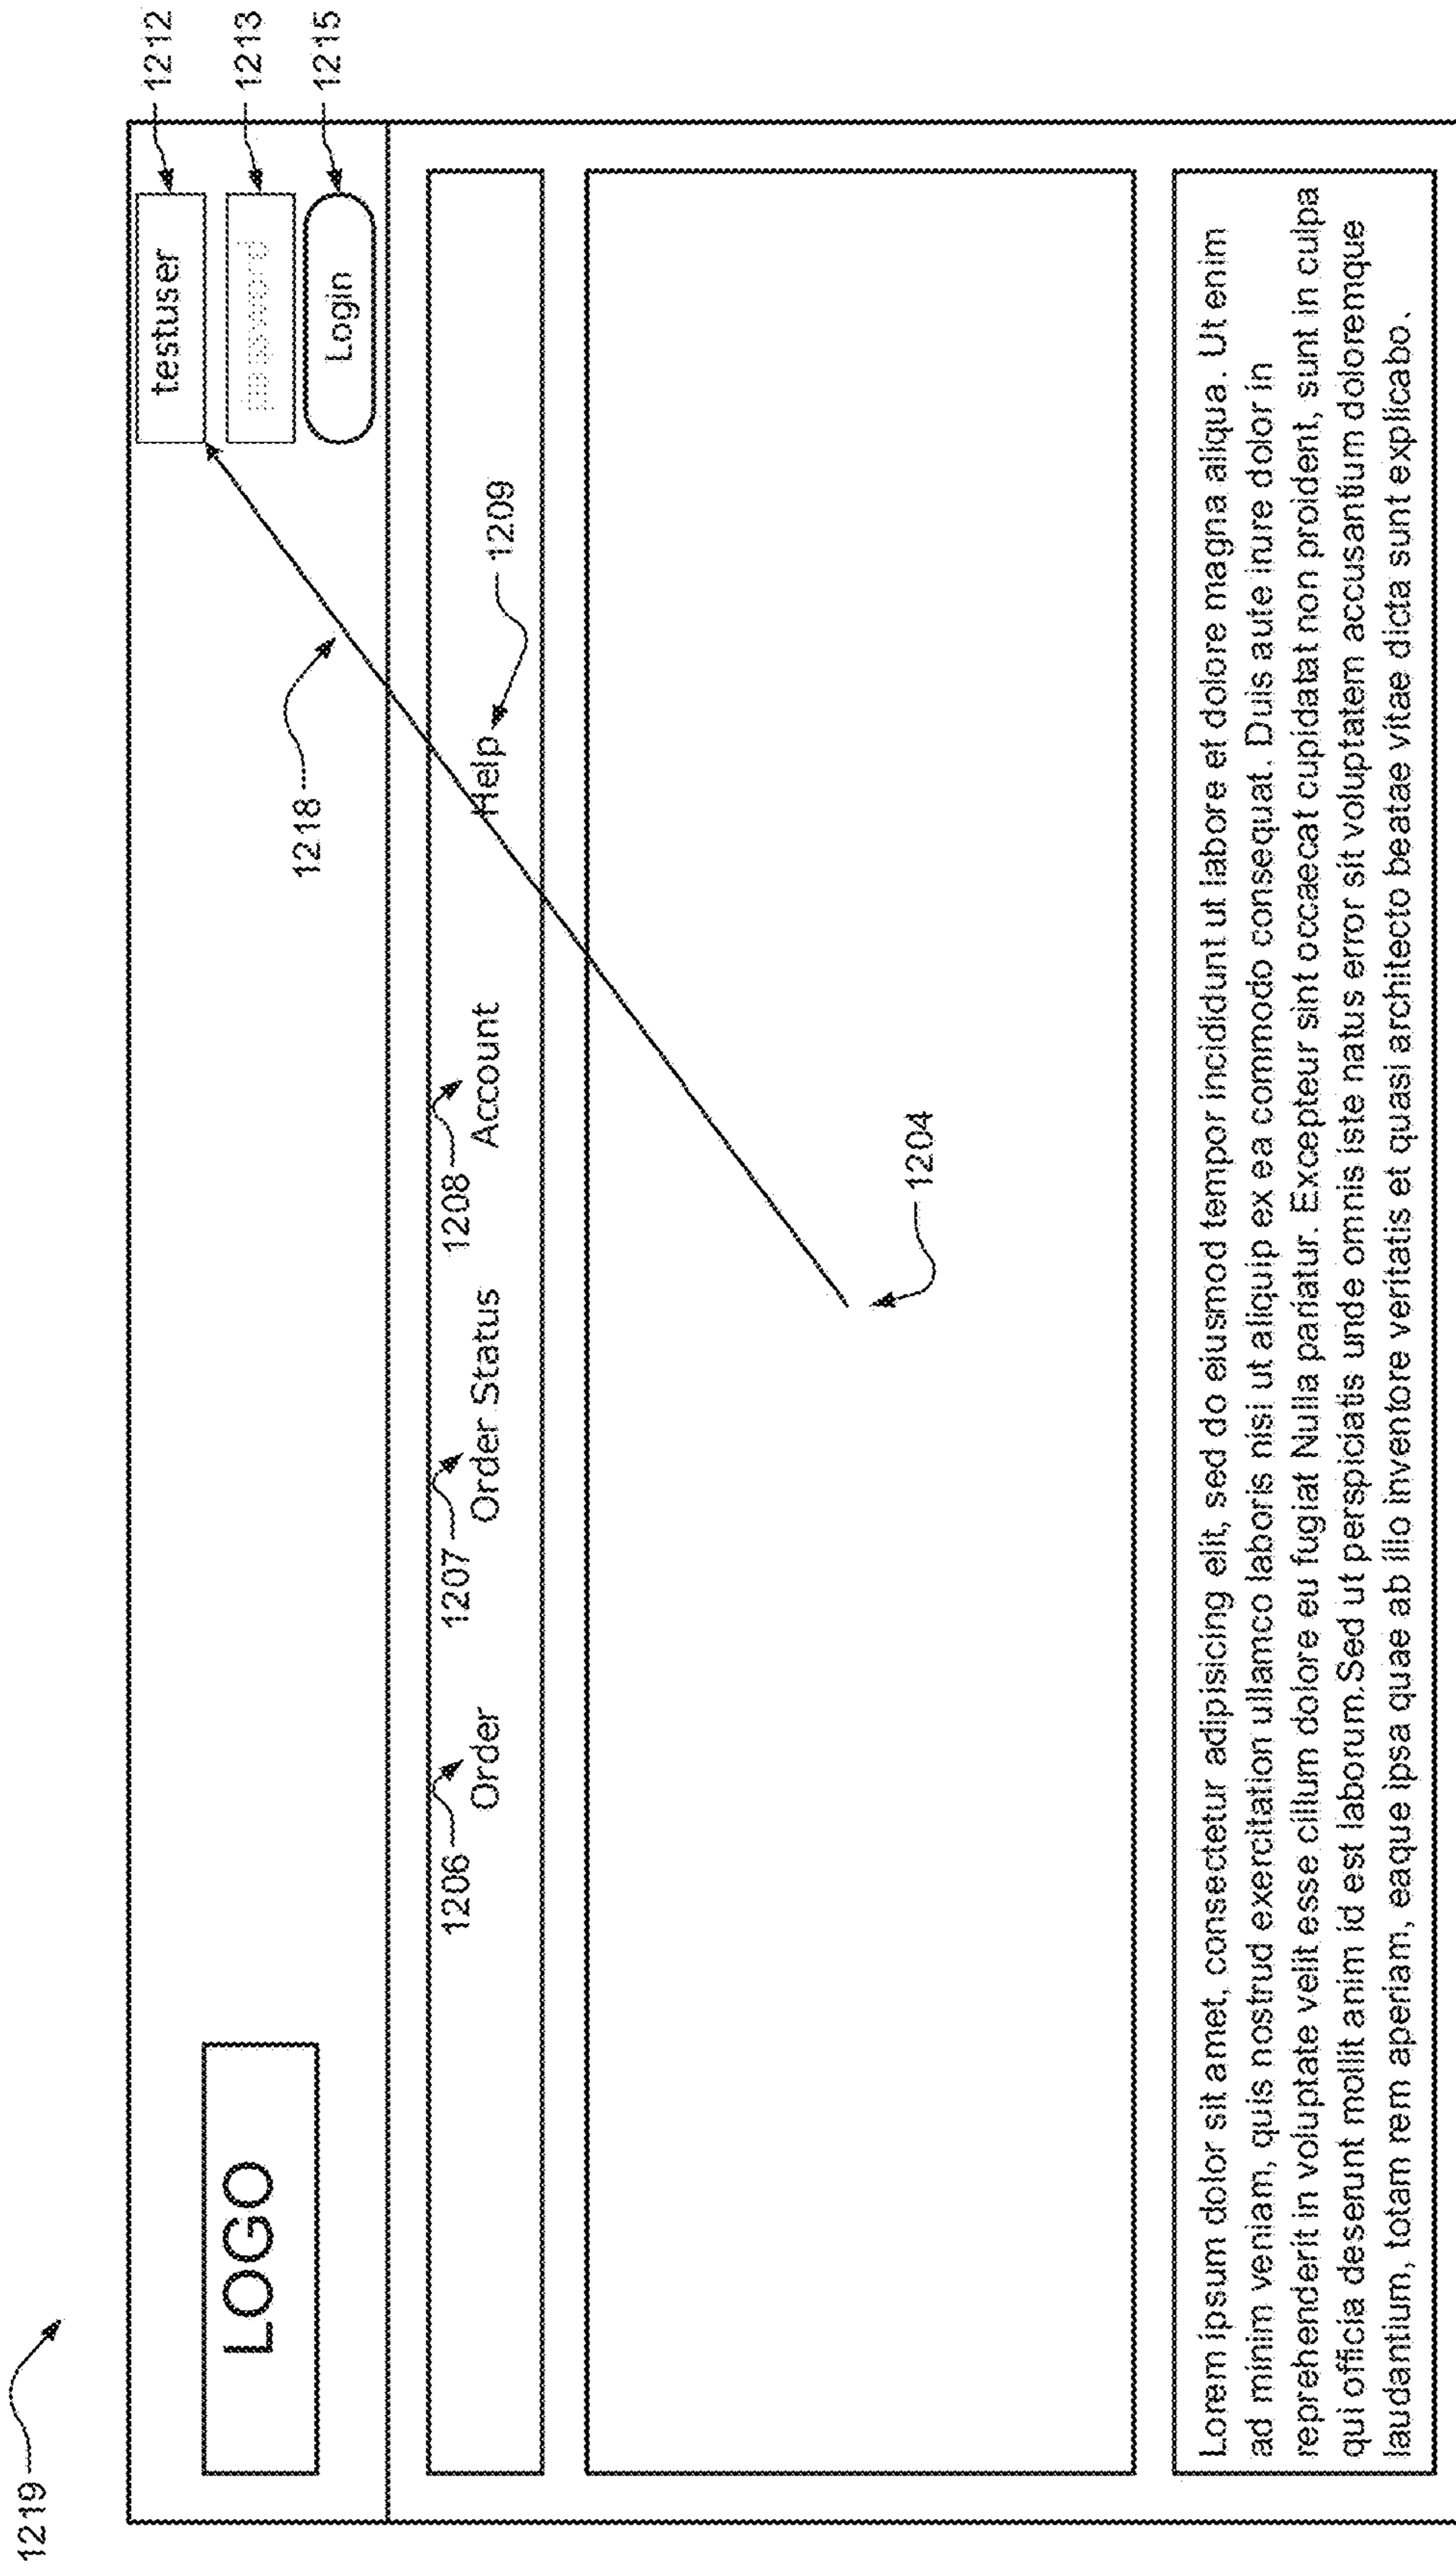 1219
LOGO
testuser
1212
password
1213
Login
1215
1218
1206
1207
1208
Order
Order Status
Account
Help
1209
1204
Lorem ipsum dolor sit amet, consectetur adipisicing elit, sed do eiusmod tempor incididunt ut labore et dolore magna aliqua. Ut enim
ad minim veniam, quis nostrud exercitation ullamco laboris nisi ut aliquip ex ea commodo consequat. Duis aute irure dolor in
reprehenderit in voluptate velit esse cillum dolore eu fugiat Nulla pariatur. Excepteur sint occaecat cupidatat non proident, sunt in culpa
qui officia deserunt mollit anim id est laborum.Sed ut perspiciatis unde omnis iste natus error sit voluptatem accusantium doloremque
laudantium, totam rem aperiam, eaque ipsa quae ab illo inventore veritatis et quasi architecto beatae vitae dicta sunt explicabo.